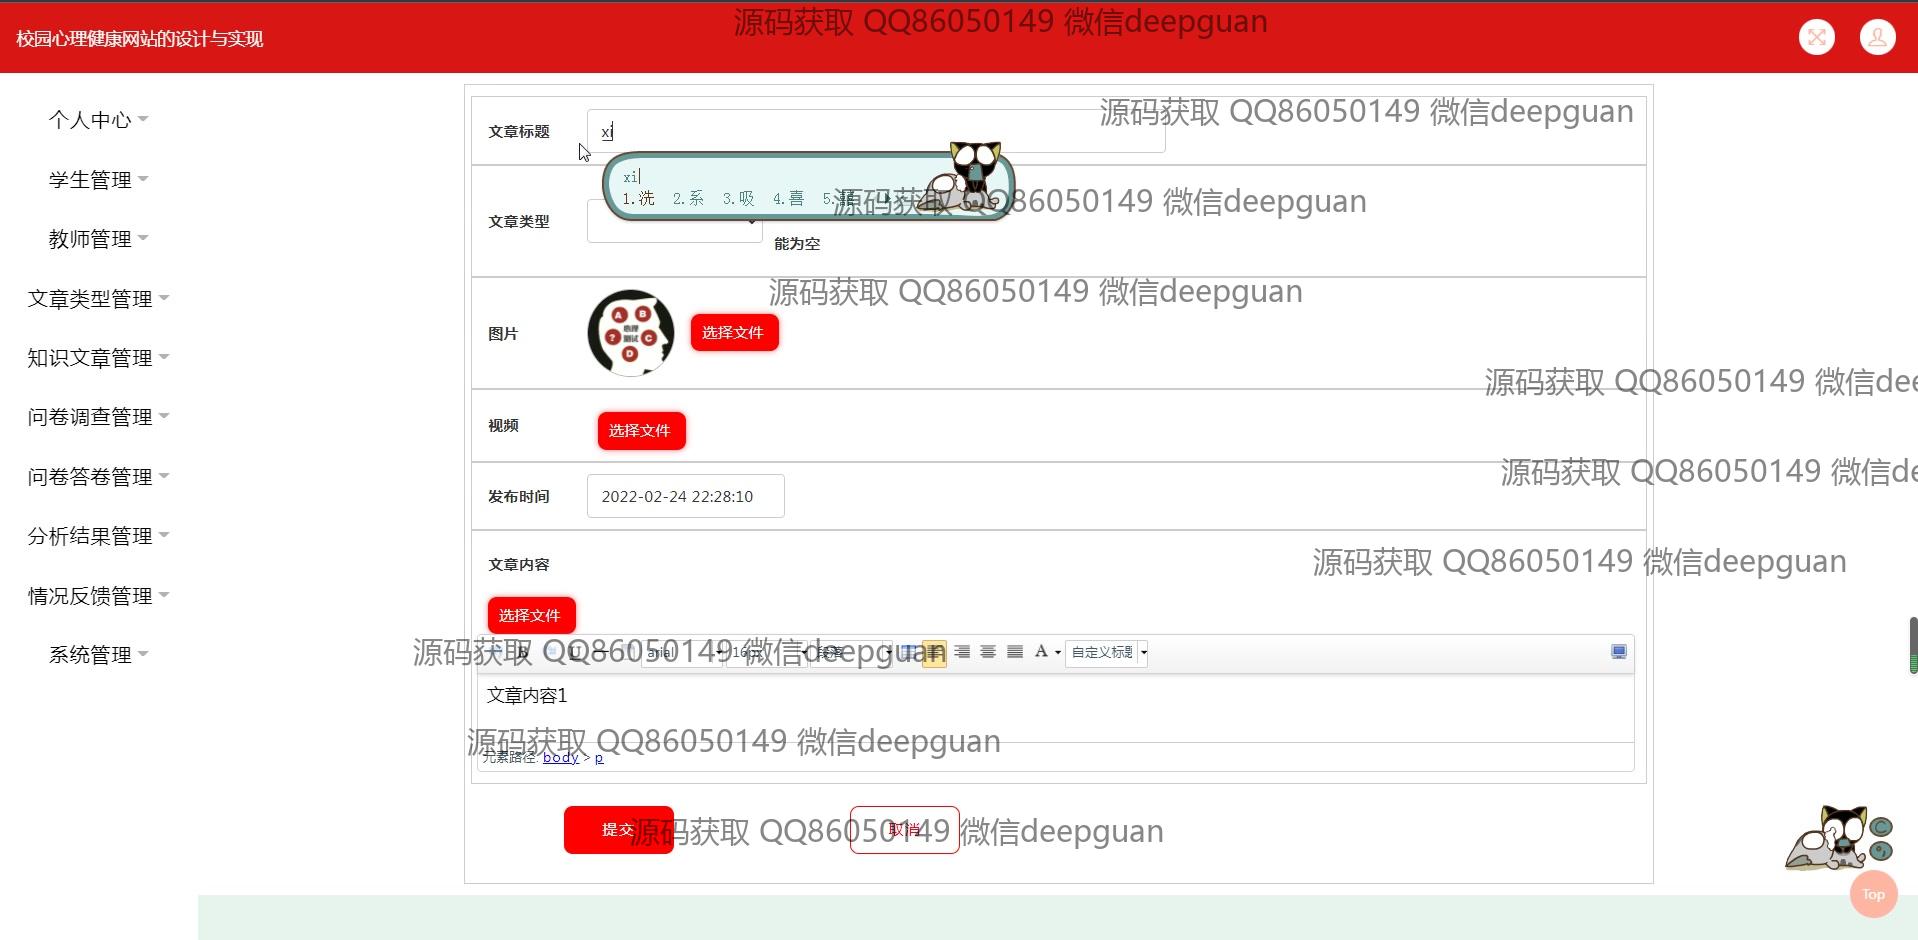 源码获取 QQ86050149 微信deepguan
校园心理健康网站的设计与实现
个人中心
学生管理
教师管理
文章类型管理
知识文章管理
问卷调查管理
问卷答卷管理
分析结果管理
情况反馈管理
系统管理
源码获取 QQ86050149 微信deepguan
文章标题
xi
xi
1.洗 2.系 3.吸 4.喜 5.
源码获取 QQ86050149 微信deepguan
文章类型
能为空
源码获取 QQ86050149 微信deepguan
图片
A B
心理
? 测试 C
D
选择文件
源码获取 QQ86050149 微信dee
视频
选择文件
源码获取 QQ86050149 微信de
发布时间
2022-02-24 22:28:10
源码获取 QQ86050149 微信deepguan
文章内容
选择文件
源码获取 QQ86050149 微信deepguan
B U arial 16px 段落 A 自定义标题
文章内容1
源码获取 QQ86050149 微信deepguan
元素路径: body > p
提交
源码获取 QQ86050149 微信deepguan
取消
C
Top